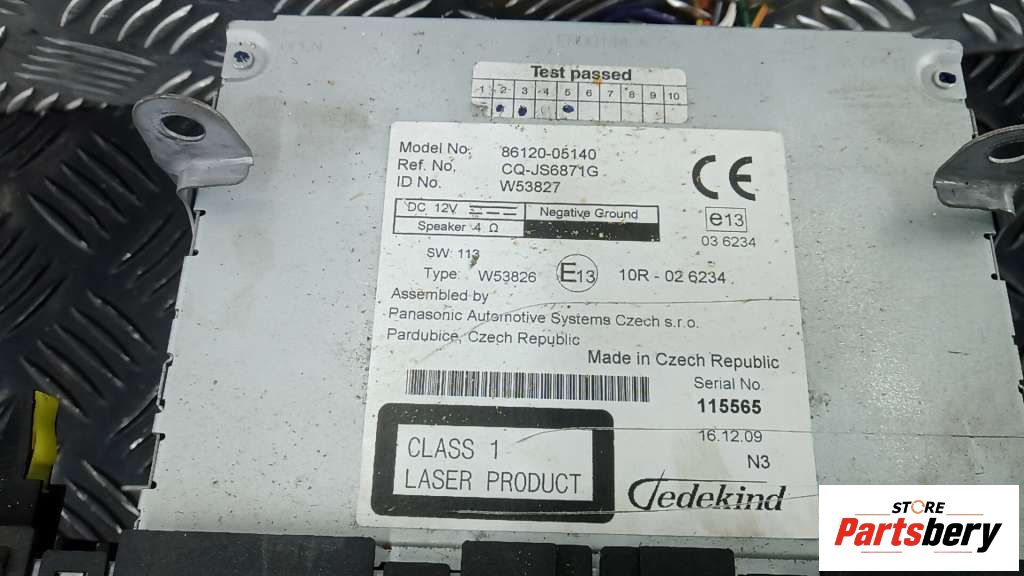 Test passed
1 2 3 4 5 6 7 8 9 10
Model No. 86120-05140
Ref. No. CQ-JS6871G
ID No. W53827
CE
DC 12V
Negative Ground
Speaker 4 Ω
e13
03 6234
SW: 113
Type: W53826 E13 10R - 02 6234
Assembled by
Panasonic Automotive Systems Czech s.r.o.
Pardubice, Czech Republic
Made in Czech Republic
Serial No.
115565
16.12.09
N3
CLASS 1
LASER PRODUCT
Tedekind
STORE
Partsbery